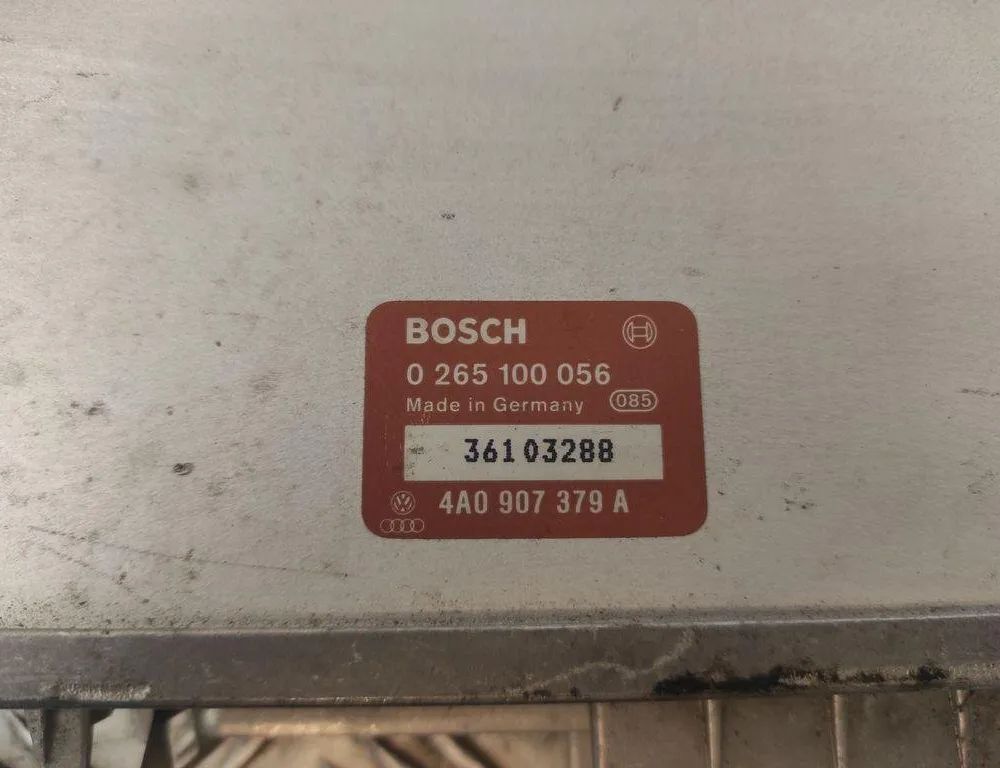 BOSCH
0 265 100 056
Made in Germany 085
36103288
4A0 907 379 A